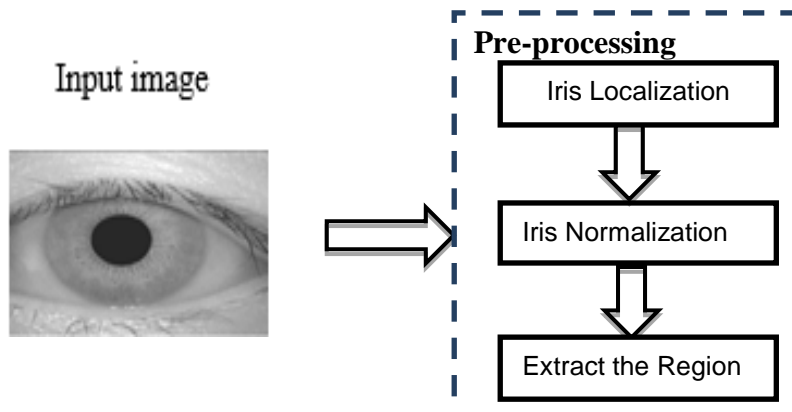 Input image
Pre-processing
Iris Localization
Iris Normalization
Extract the Region